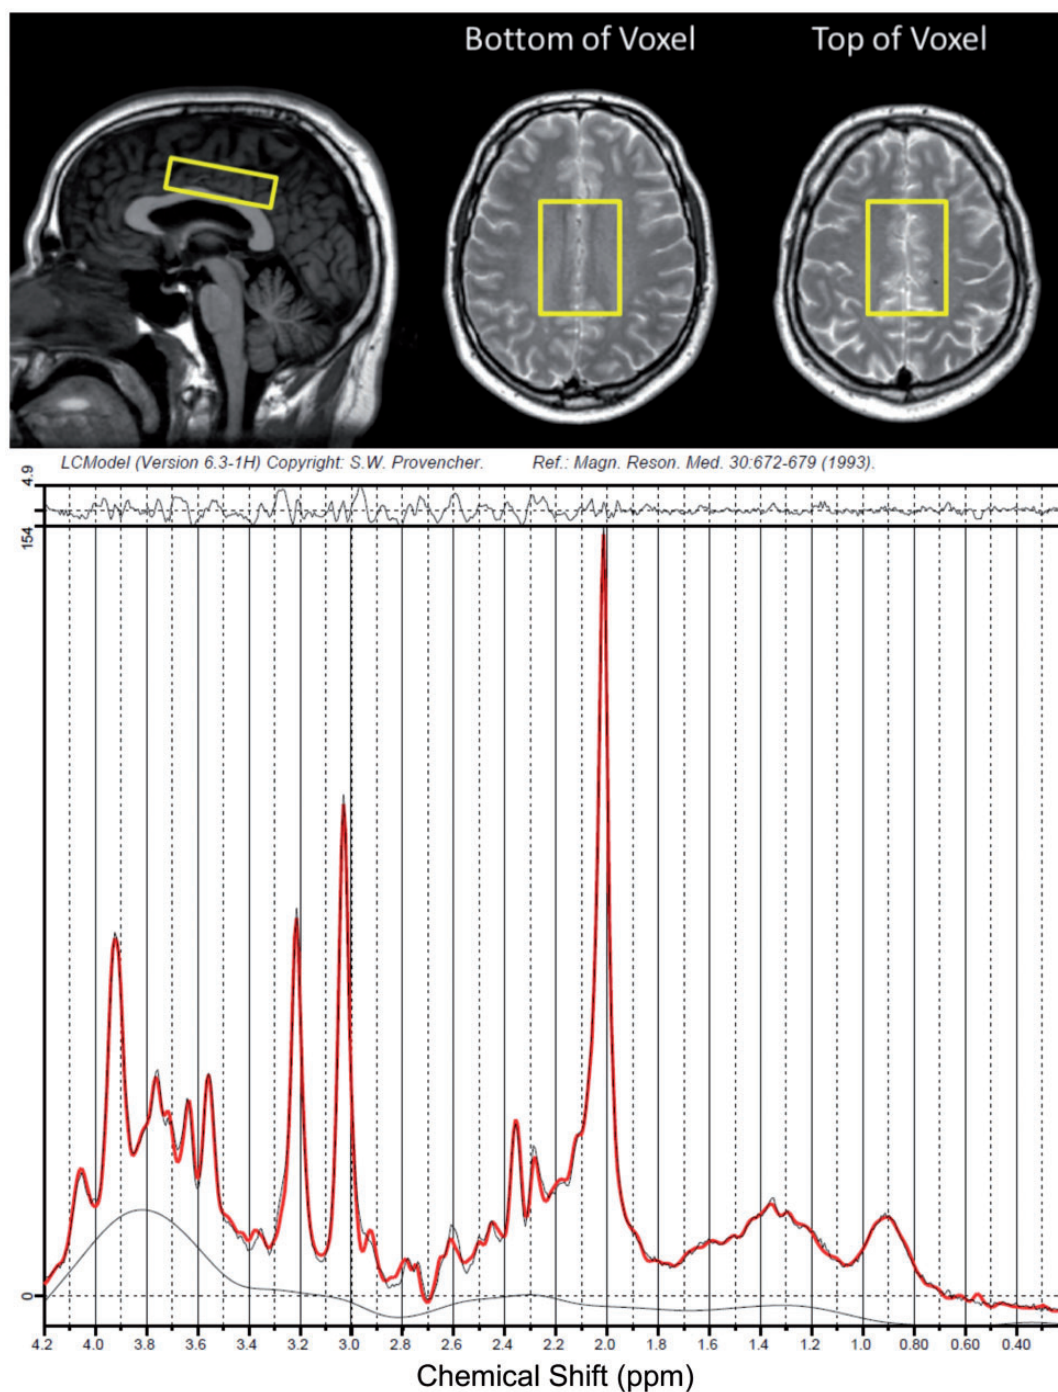 Bottom of Voxel Top of Voxel
LCModel (Version 6.3-1H) Copyright: S.W. Provencher. Ref.: Magn. Reson. Med. 30:672-679 (1993).
4.9
154
0
4.2 4.0 3.8 3.6 3.4 3.2 3.0 2.8 2.6 2.4 2.2 2.0 1.8 1.6 1.4 1.2 1.0 0.80 0.60 0.40
Chemical Shift (ppm)